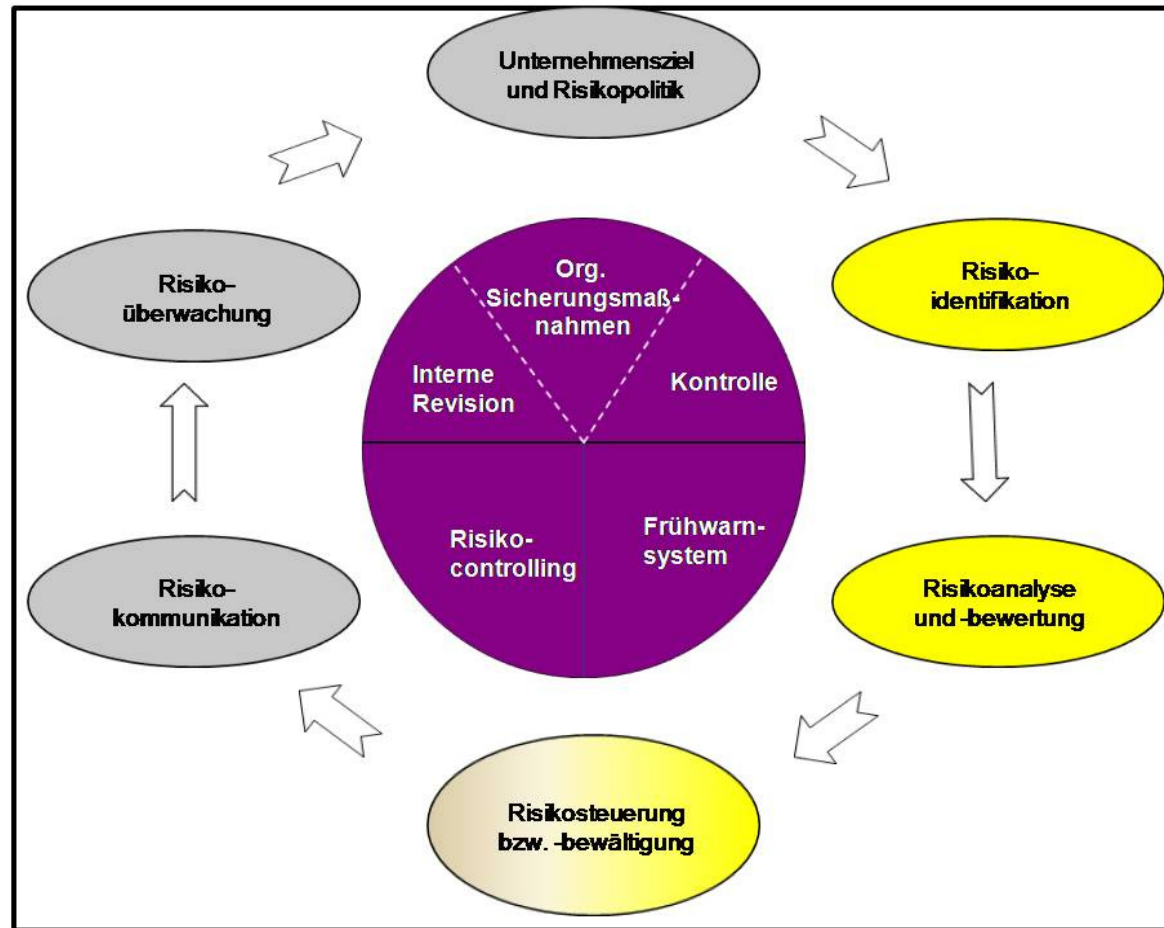 Unternehmensziel
und Risikopolitik
Risiko-
identifikation
Risikoanalyse
und -bewertung
Risikosteuerung
bzw. -bewältigung
Risiko-
kommunikation
Risiko-
überwachung
Org.
Sicherungsmaß-
nahmen
Kontrolle
Frühwarn-
system
Risiko-
controlling
Interne
Revision